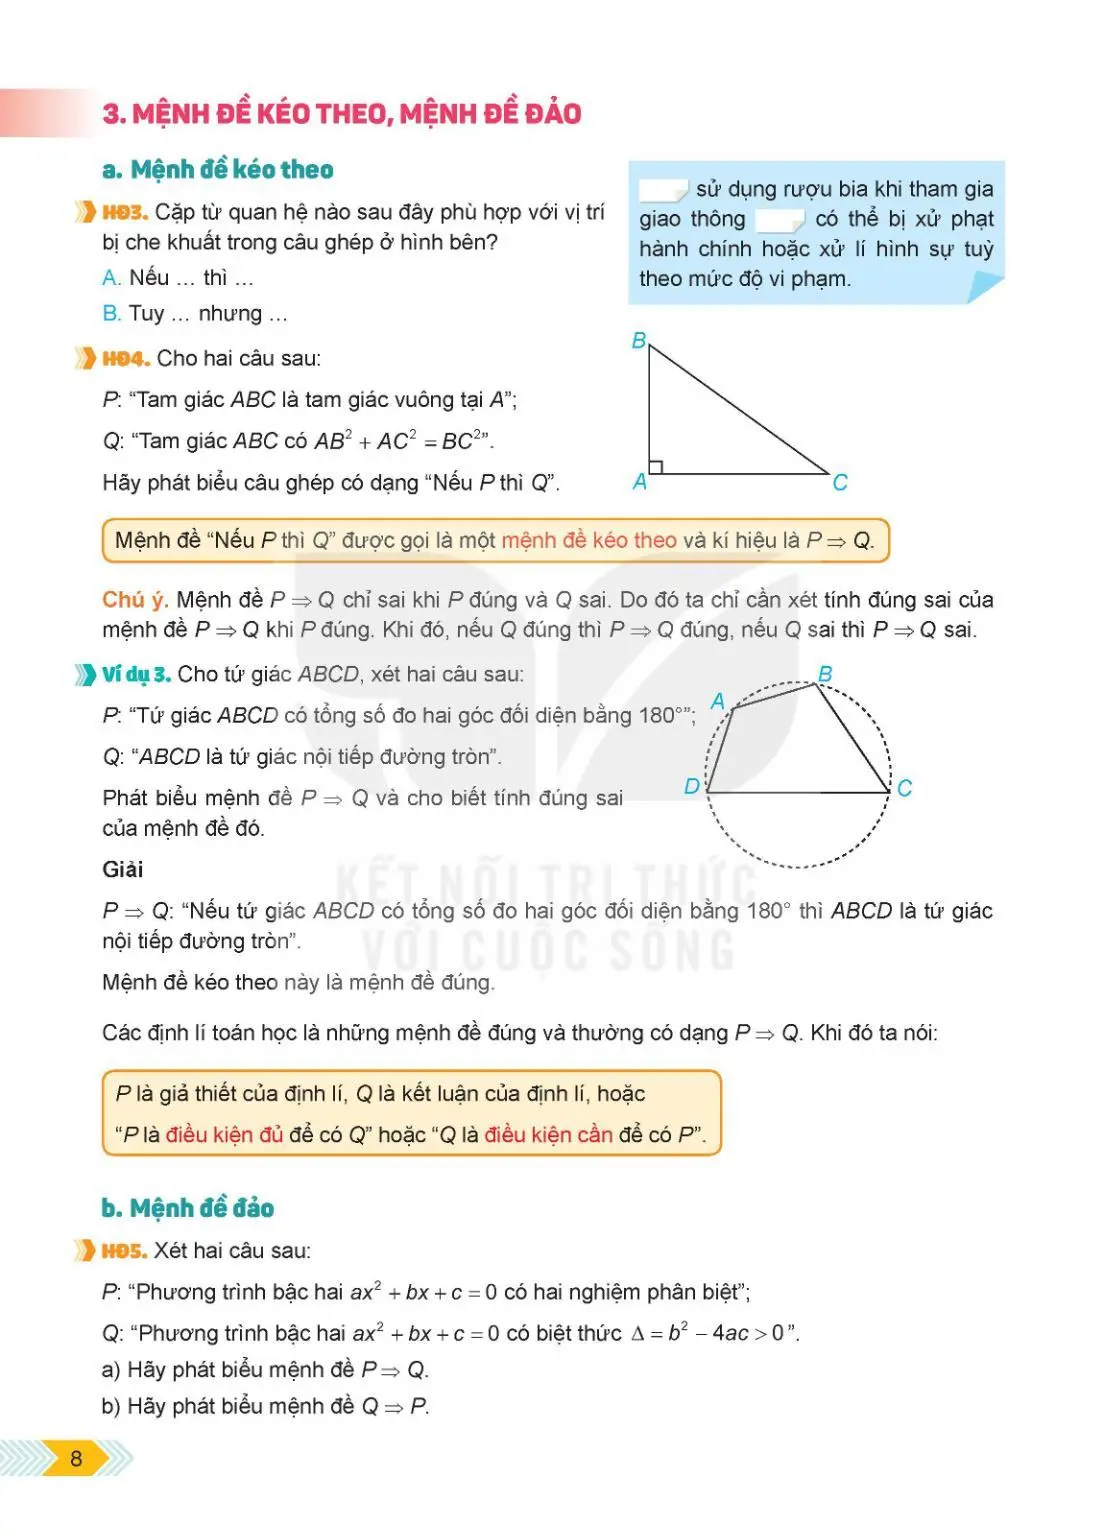 3. MỆNH ĐỀ KÉO THEO, MỆNH ĐỀ ĐẢO
a. Mệnh đề kéo theo
HĐ3. Cặp từ quan hệ nào sau đây phù hợp với vị trí
bị che khuất trong câu ghép ở hình bên?
A. Nếu ... thì ...
B. Tuy ... nhưng ...
sử dụng rượu bia khi tham gia
giao thông có thể bị xử phạt
hành chính hoặc xử lí hình sự tuỳ
theo mức độ vi phạm.
HĐ4. Cho hai câu sau:
P: “Tam giác ABC là tam giác vuông tại A”;
Q: “Tam giác ABC có AB² + AC² = BC²”.
Hãy phát biểu câu ghép có dạng “Nếu P thì Q”.
B
A
C
Mệnh đề “Nếu P thì Q” được gọi là một mệnh đề kéo theo và kí hiệu là P ⇒ Q.
Chú ý. Mệnh đề P ⇒ Q chỉ sai khi P đúng và Q sai. Do đó ta chỉ cần xét tính đúng sai của
mệnh đề P ⇒ Q khi P đúng. Khi đó, nếu Q đúng thì P ⇒ Q đúng, nếu Q sai thì P ⇒ Q sai.
Ví dụ 3. Cho tứ giác ABCD, xét hai câu sau:
P: “Tứ giác ABCD có tổng số đo hai góc đối diện bằng 180°”;
Q: “ABCD là tứ giác nội tiếp đường tròn”.
Phát biểu mệnh đề P ⇒ Q và cho biết tính đúng sai
của mệnh đề đó.
A
B
D
C
Giải
P ⇒ Q: “Nếu tứ giác ABCD có tổng số đo hai góc đối diện bằng 180° thì ABCD là tứ giác
nội tiếp đường tròn”.
Mệnh đề kéo theo này là mệnh đề đúng.
KẾT NỐI TRI THỨC
VỚI CUỘC SỐNG
Các định lí toán học là những mệnh đề đúng và thường có dạng P ⇒ Q. Khi đó ta nói:
P là giả thiết của định lí, Q là kết luận của định lí, hoặc
“P là điều kiện đủ để có Q” hoặc “Q là điều kiện cần để có P”.
b. Mệnh đề đảo
HĐ5. Xét hai câu sau:
P: “Phương trình bậc hai ax² + bx + c = 0 có hai nghiệm phân biệt”;
Q: “Phương trình bậc hai ax² + bx + c = 0 có biệt thức Δ = b² − 4ac > 0”.
a) Hãy phát biểu mệnh đề P ⇒ Q.
b) Hãy phát biểu mệnh đề Q ⇒ P.
8